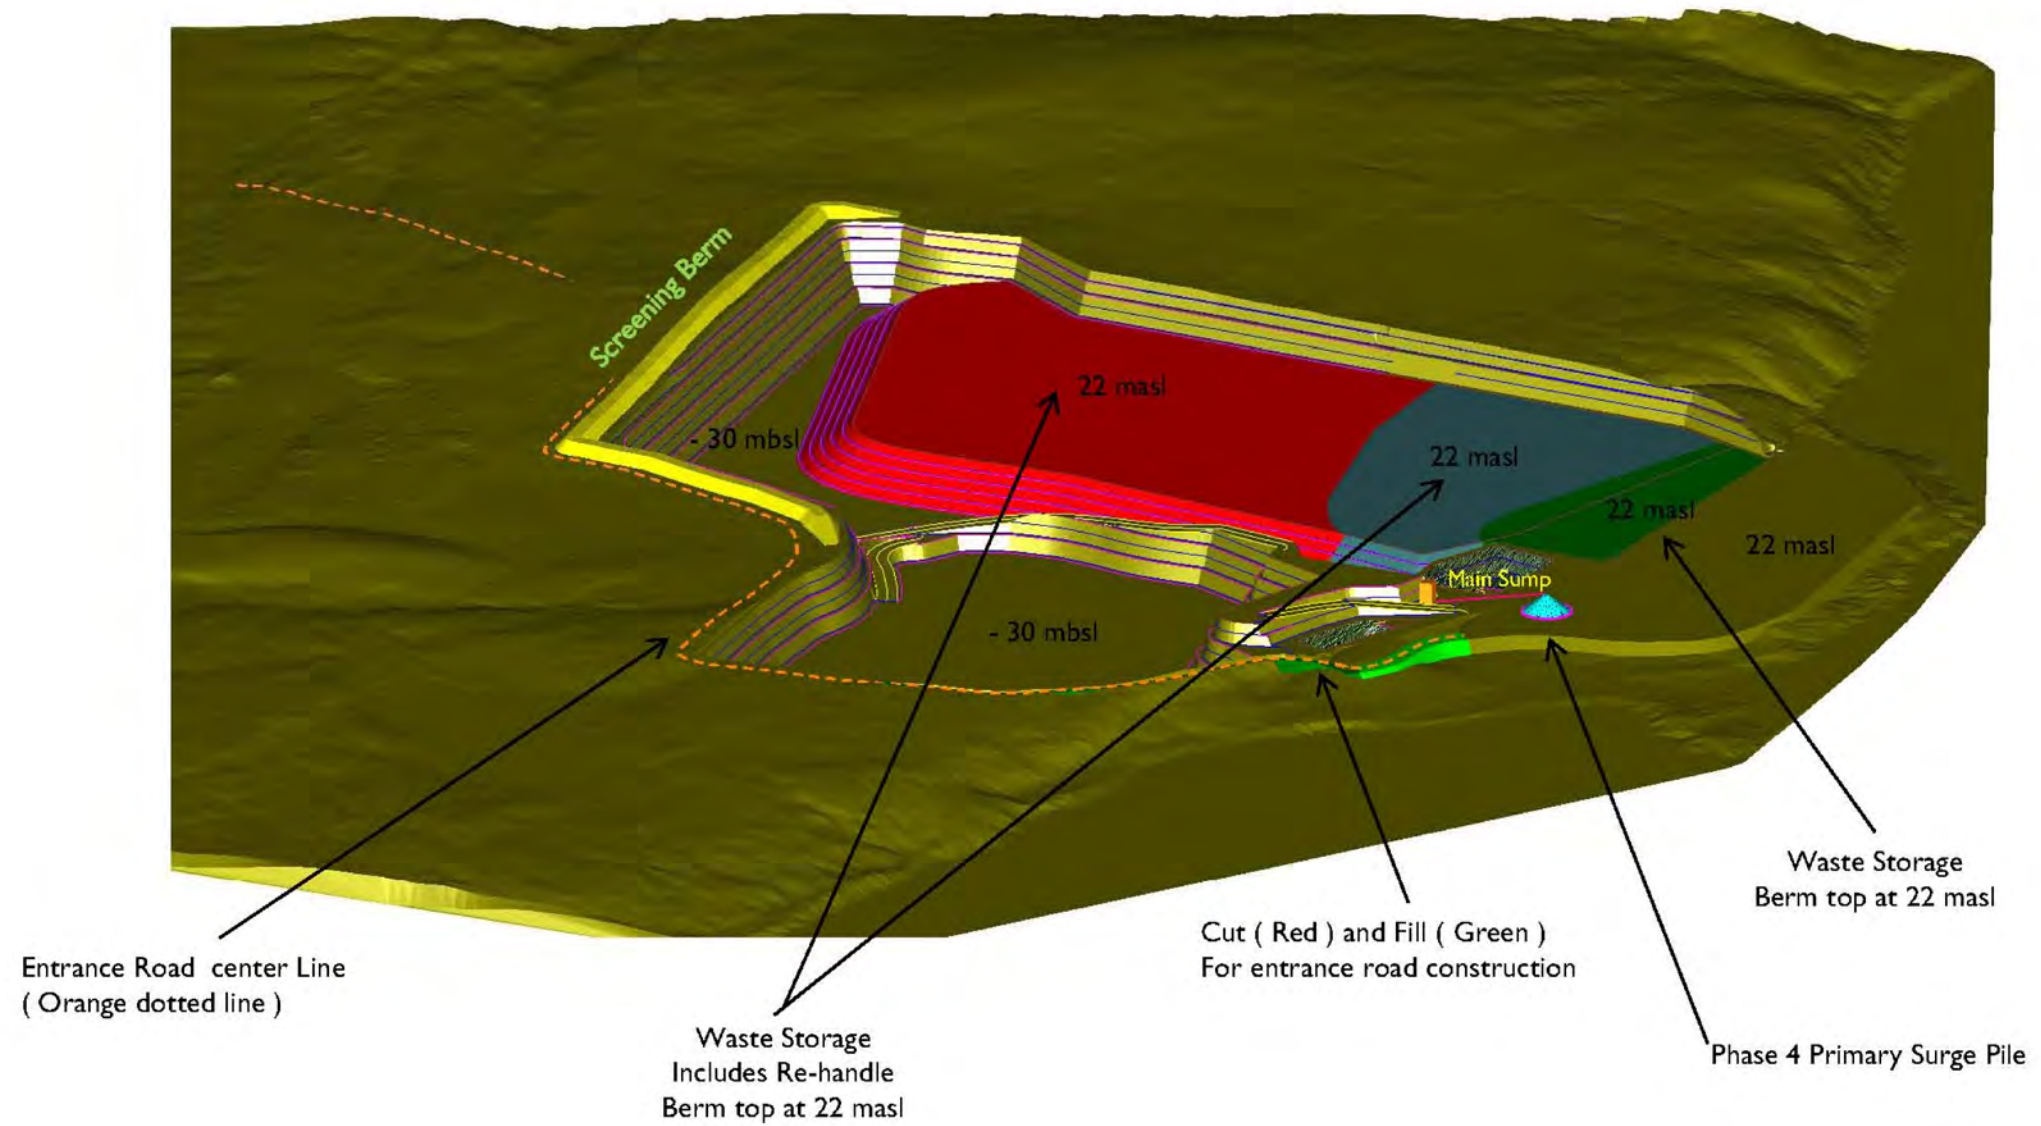 Screening Berm
22 masl
- 30 mbsl
22 masl
22 masl
22 masl
Main Sump
- 30 mbsl
Waste Storage
Berm top at 22 masl
Cut ( Red ) and Fill ( Green )
For entrance road construction
Entrance Road center Line
( Orange dotted line )
Waste Storage
Includes Re-handle
Berm top at 22 masl
Phase 4 Primary Surge Pile